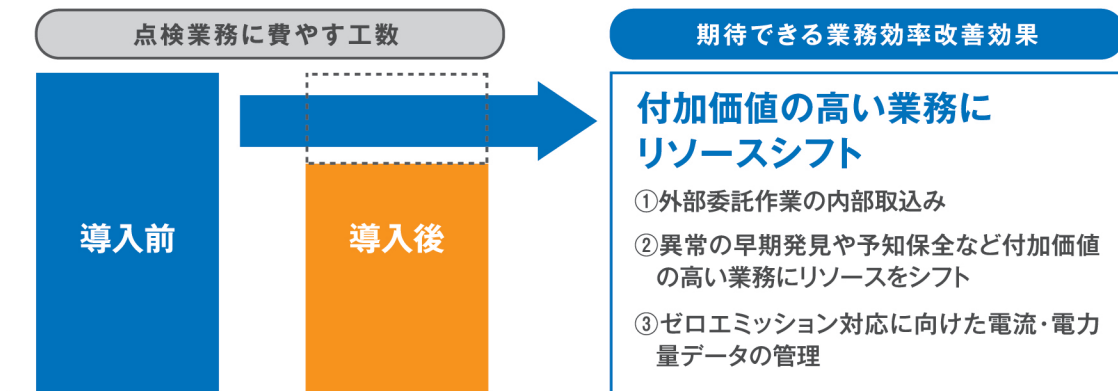 点検業務に費やす工数
導入前
導入後
期待できる業務効率改善効果
付加価値の高い業務に
リソースシフト
①外部委託作業の内部取込み
②異常の早期発見や予知保全など付加価値
の高い業務にリソースをシフト
③ゼロエミッション対応に向けた電流・電力
量データの管理